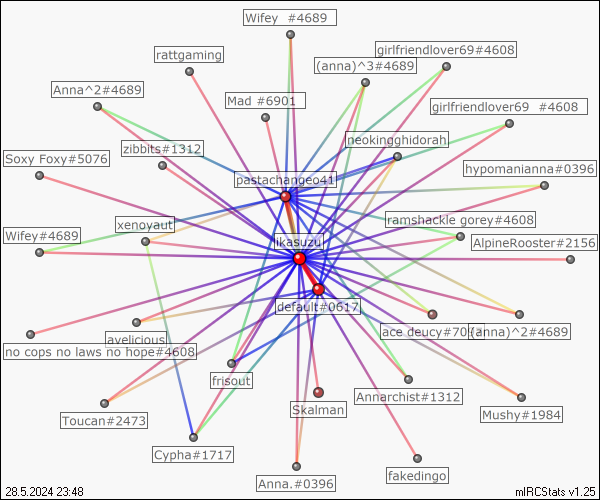 Wifey  #4689
rattgaming
girlfriendlover69#4608
(anna)^3#4689
Anna^2#4689
Mad #6901
girlfriendlover69  #4608
neokingghidorah
zibbits#1312
Soxy Foxy#5076
hypomanianna#0396
pastachangeo41
xenoyaut
ramshackle gorey#4608
Wifey#4689
likasuzu
AlpineRooster#2156
default#0617
ace deucy#70
(anna)^2#4689
avelicious
no cops no laws no hope#4608
frisout
Annarchist#1312
Skalman
Mushy#1984
Toucan#2473
Cypha#1717
Anna.#0396
fakedingo
28.5.2024 23:48
mIRCStats v1.25